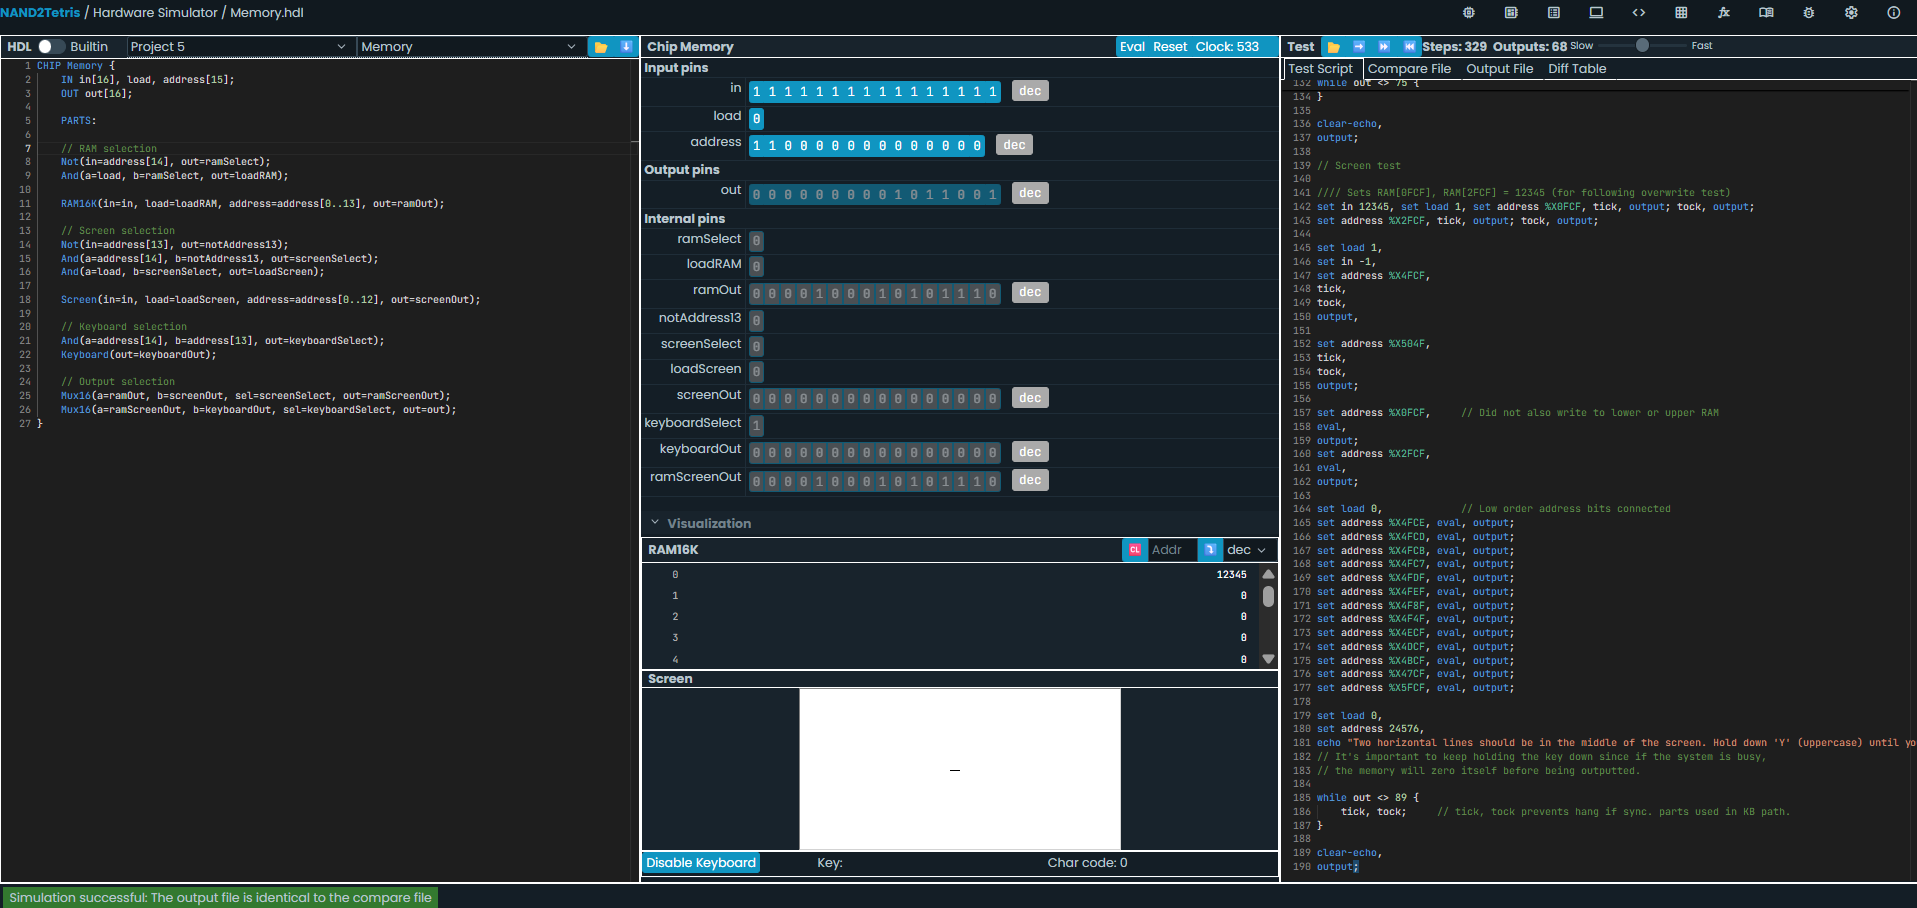 NAND2Tetris / Hardware Simulator / Memory.hdl
HDL Builtin Project 5 Memory
1 CHIP Memory {
2 IN in[16], load, address[15];
3 OUT out[16];
4
5 PARTS:
6
7 // RAM selection
8 Not(in=address[14], out=ramSelect);
9 And(a=load, b=ramSelect, out=loadRAM);
10
11 RAM16K(in=in, load=loadRAM, address=address[0..13], out=ramOut);
12
13 // Screen selection
14 Not(in=address[13], out=notAddress13);
15 And(a=address[14], b=notAddress13, out=screenSelect);
16 And(a=load, b=screenSelect, out=loadScreen);
17
18 Screen(in=in, load=loadScreen, address=address[0..12], out=screenOut);
19
20 // Keyboard selection
21 And(a=address[14], b=address[13], out=keyboardSelect);
22 Keyboard(out=keyboardOut);
23
24 // Output selection
25 Mux16(a=ramOut, b=screenOut, sel=screenSelect, out=ramScreenOut);
26 Mux16(a=ramScreenOut, b=keyboardOut, sel=keyboardSelect, out=out);
27 }
Chip Memory Eval Reset Clock: 533
Input pins
in 1 1 1 1 1 1 1 1 1 1 1 1 1 1 1 1 dec
load 0
address 1 1 0 0 0 0 0 0 0 0 0 0 0 0 0 dec
Output pins
out 0 0 0 0 0 0 0 0 0 1 0 1 1 0 0 1 dec
Internal pins
ramSelect 0
loadRAM 0
ramOut 0 0 0 0 1 0 0 0 1 0 1 0 1 1 1 0 dec
notAddress13 0
screenSelect 0
loadScreen 0
screenOut 0 0 0 0 0 0 0 0 0 0 0 0 0 0 0 0 dec
keyboardSelect 1
keyboardOut 0 0 0 0 0 0 0 0 0 0 0 0 0 0 0 0 dec
ramScreenOut 0 0 0 0 1 0 0 0 1 0 1 0 1 1 1 0 dec
Visualization
RAM16K CL Addr dec
0 12345
1 0
2 0
3 0
4 0
Screen
Disable Keyboard Key: Char code: 0
Test Steps: 329 Outputs: 68 Slow Fast
Test Script Compare File Output File Diff Table
132 while out <> 75 {
134 }
135
136 clear-echo,
137 output;
138
139 // Screen test
140
141 //// Sets RAM[0FCF], RAM[2FCF] = 12345 (for following overwrite test)
142 set in 12345, set load 1, set address %X0FCF, tick, output; tock, output;
143 set address %X2FCF, tick, output; tock, output;
144
145 set load 1,
146 set in -1,
147 set address %X4FCF,
148 tick,
149 tock,
150 output,
151
152 set address %X504F,
153 tick,
154 tock,
155 output;
156
157 set address %X0FCF, // Did not also write to lower or upper RAM
158 eval,
159 output;
160 set address %X2FCF,
161 eval,
162 output;
163
164 set load 0, // Low order address bits connected
165 set address %X4FCE, eval, output;
166 set address %X4FCD, eval, output;
167 set address %X4FCB, eval, output;
168 set address %X4FC7, eval, output;
169 set address %X4FDF, eval, output;
170 set address %X4FEF, eval, output;
171 set address %X4F8F, eval, output;
172 set address %X4F4F, eval, output;
173 set address %X4ECF, eval, output;
174 set address %X4DCF, eval, output;
175 set address %X4BCF, eval, output;
176 set address %X47CF, eval, output;
177 set address %X5FCF, eval, output;
178
179 set load 0,
180 set address 24576,
181 echo "Two horizontal lines should be in the middle of the screen. Hold down 'Y' (uppercase) until yo
182 // It's important to keep holding the key down since if the system is busy,
183 // the memory will zero itself before being outputted.
184
185 while out <> 89 {
186 tick, tock; // tick, tock prevents hang if sync. parts used in KB path.
187 }
188
189 clear-echo,
190 output;
Simulation successful: The output file is identical to the compare file